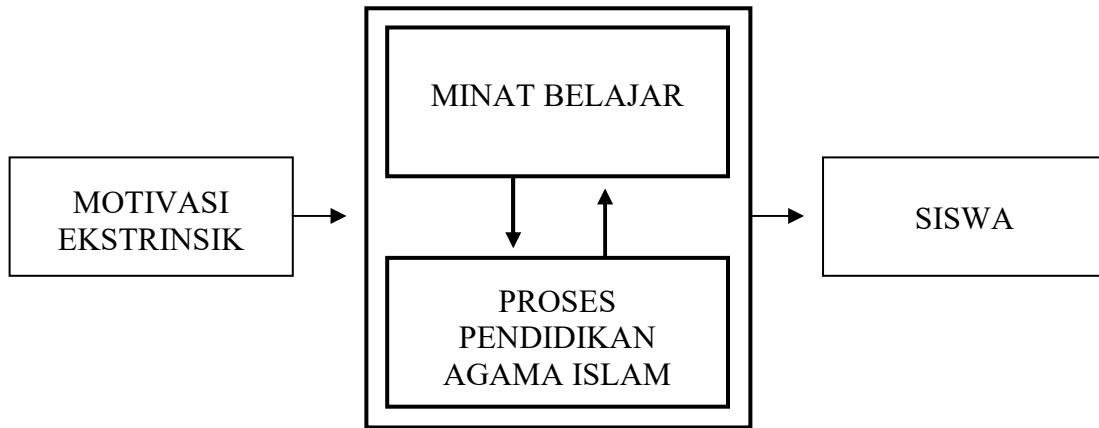 MOTIVASI
EKSTRINSIK
MINAT BELAJAR
PROSES
PENDIDIKAN
AGAMA ISLAM
SISWA